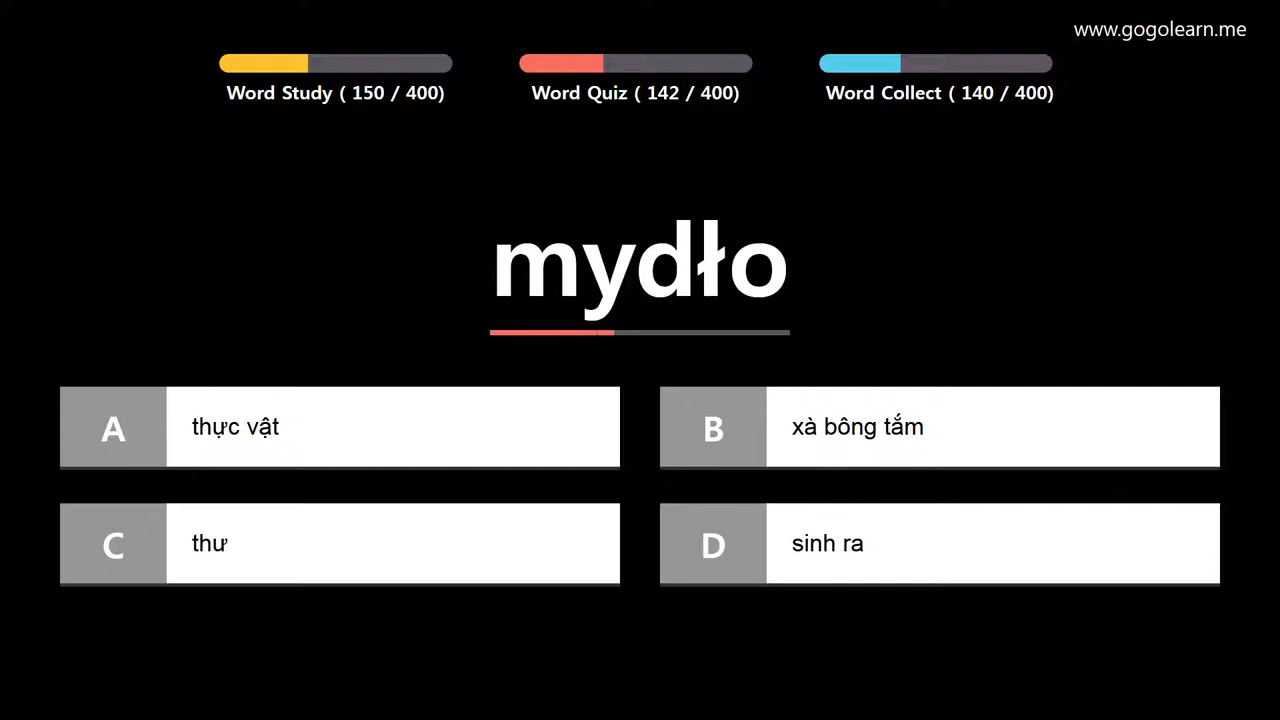 www.gogolearn.me
Word Study ( 150 / 400)
Word Quiz ( 142 / 400)
Word Collect ( 140 / 400)
mydło
A thực vật
B xà bông tắm
C thư
D sinh ra